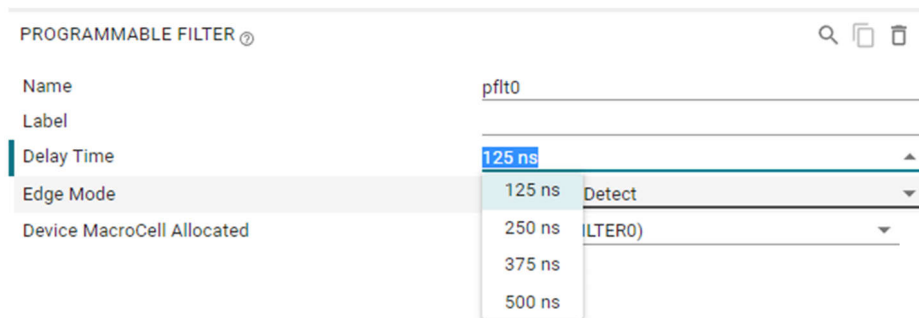 PROGRAMMABLE FILTER ?
Name pflt0
Label
Delay Time 125 ns
Edge Mode Detect
Device MacroCell Allocated ILTER0)
125 ns
250 ns
375 ns
500 ns